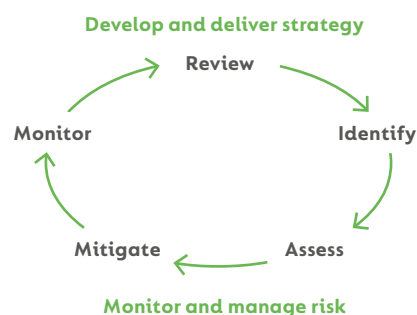 Develop and deliver strategy
Review
Monitor
Identify
Mitigate
Assess
Monitor and manage risk